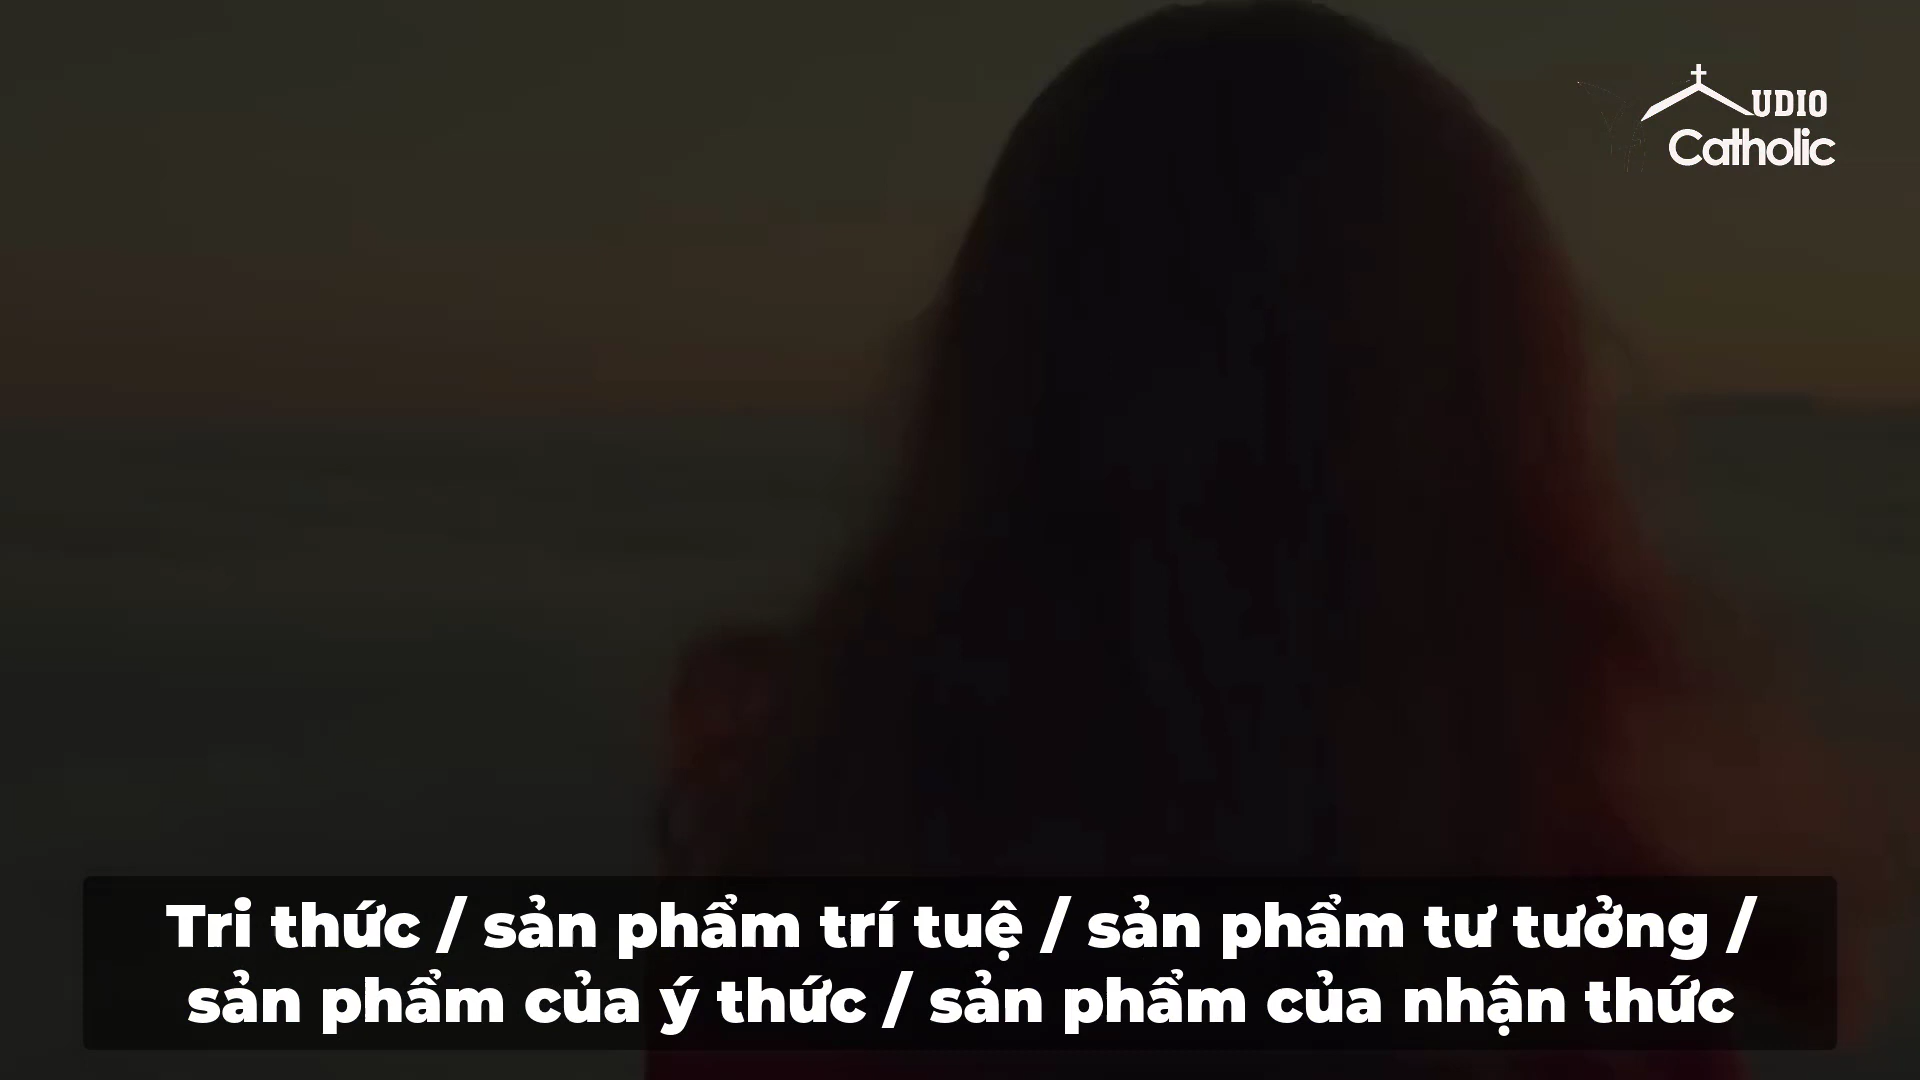 UDIO
Catholic
Tri thức / sản phẩm trí tuệ / sản phẩm tư tưởng /
sản phẩm của ý thức / sản phẩm của nhận thức